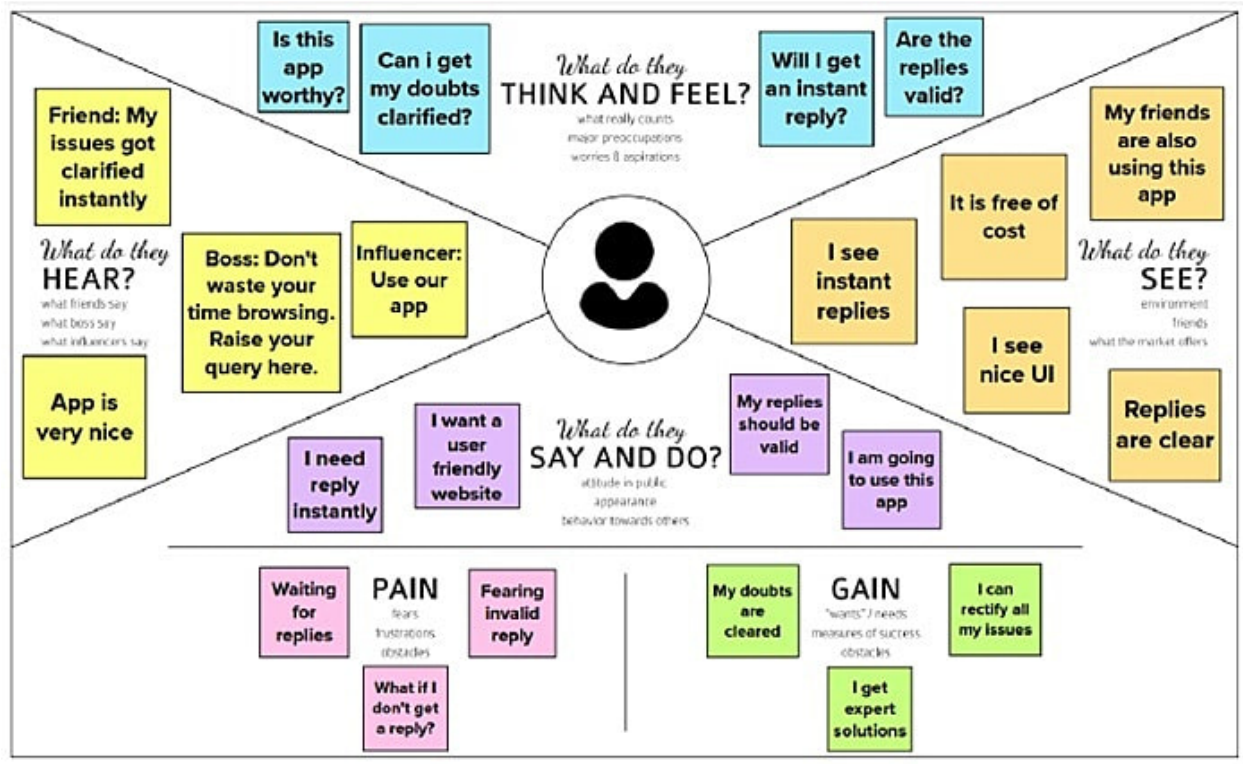 Is this
app
worthy?
Can i get
my doubts
clarified?
What do they
THINK AND FEEL?
what really counts
major preoccupations
worries & aspirations
Will I get
an instant
reply?
Are the
replies
valid?
Friend: My
issues got
clarified
instantly
What do they
HEAR?
what friends say
what boss say
what influencers say
Boss: Don't
waste your
time browsing.
Raise your
query here.
Influencer:
Use our
app
App is
very nice
My friends
are also
using this
app
It is free of
cost
I see
instant
replies
What do they
SEE?
environment
friends
what the market offers
I see
nice UI
Replies
are clear
I need
reply
instantly
I want a
user
friendly
website
What do they
SAY AND DO?
attitude in public
appearance
behavior towards others
My replies
should be
valid
I am going
to use this
app
Waiting
for
replies
PAIN
fears
frustrations
obstacles
Fearing
invalid
reply
What if I
don't get
a reply?
My doubts
are
cleared
GAIN
"wants" / needs
measures of success
obstacles
I can
rectify all
my issues
I get
expert
solutions